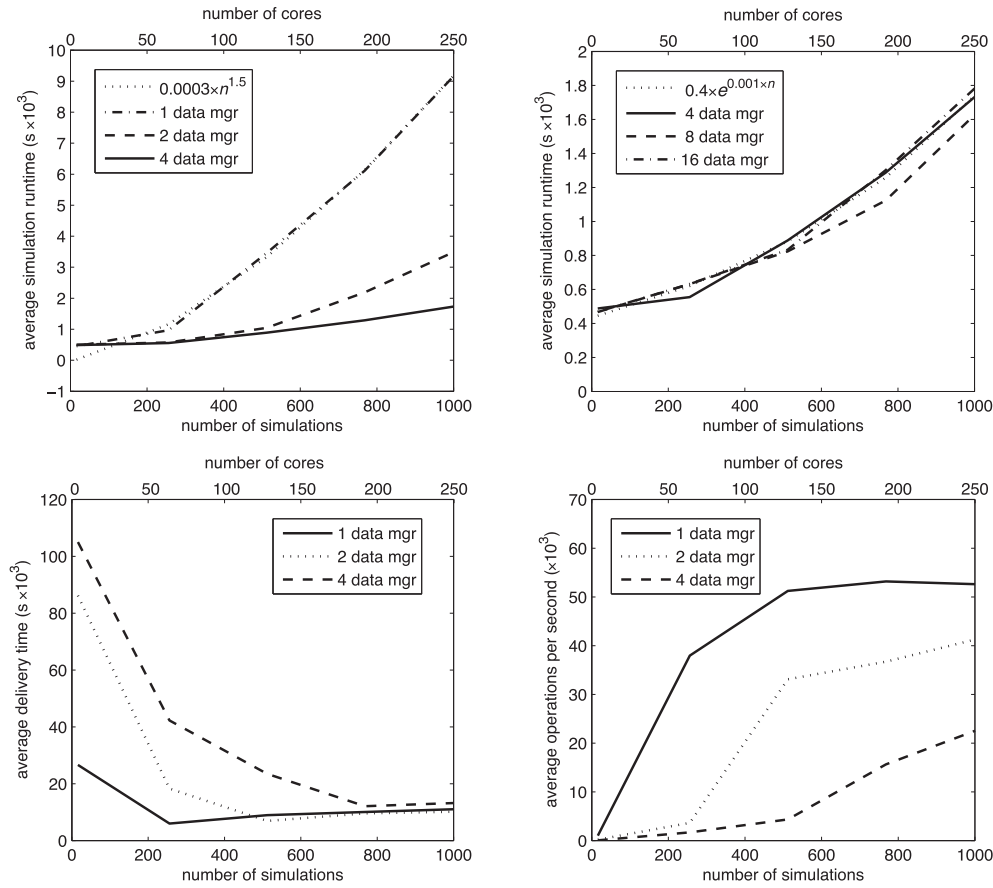 number of cores
0 50 100 150 200 250
10
9
8
7
6
5
4
3
2
1
0
−1
average simulation runtime (s ×10³)
0.0003×n^1.5
1 data mgr
2 data mgr
4 data mgr
0 200 400 600 800 1000
number of simulations
number of cores
0 50 100 150 200 250
2
1.8
1.6
1.4
1.2
1
0.8
0.6
0.4
0.2
0
average simulation runtime (s ×10³)
0.4×e^0.001×n
4 data mgr
8 data mgr
16 data mgr
0 200 400 600 800 1000
number of simulations
number of cores
0 50 100 150 200 250
120
100
80
60
40
20
0
average delivery time (s ×10³)
1 data mgr
2 data mgr
4 data mgr
0 200 400 600 800 1000
number of simulations
number of cores
0 50 100 150 200 250
70
60
50
40
30
20
10
0
average operations per second (×10³)
1 data mgr
2 data mgr
4 data mgr
0 200 400 600 800 1000
number of simulations